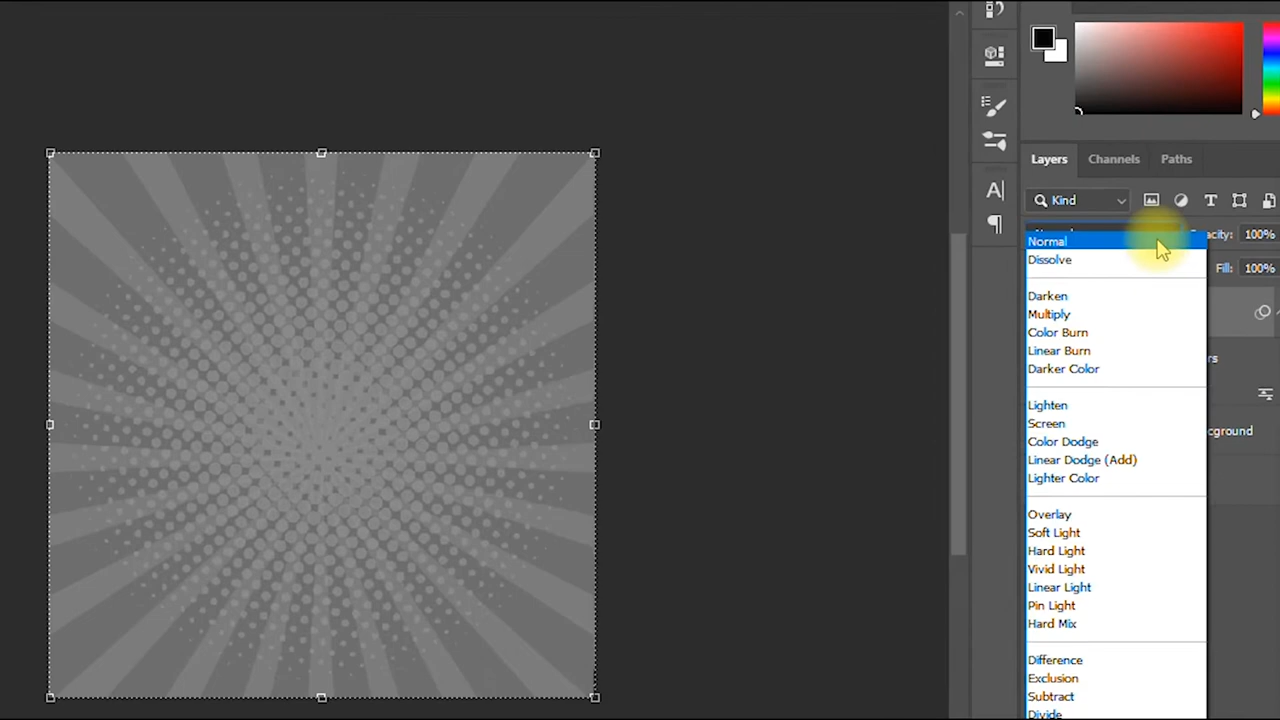 Layers Channels Paths
Kind
Opacity: 100%
Normal
Dissolve
Fill: 100%
Darken
Multiply
Color Burn
Linear Burn
Darker Color
Lighten
Screen
Color Dodge
Linear Dodge (Add)
Lighter Color
Overlay
Soft Light
Hard Light
Vivid Light
Linear Light
Pin Light
Hard Mix
Difference
Exclusion
Subtract
Divide